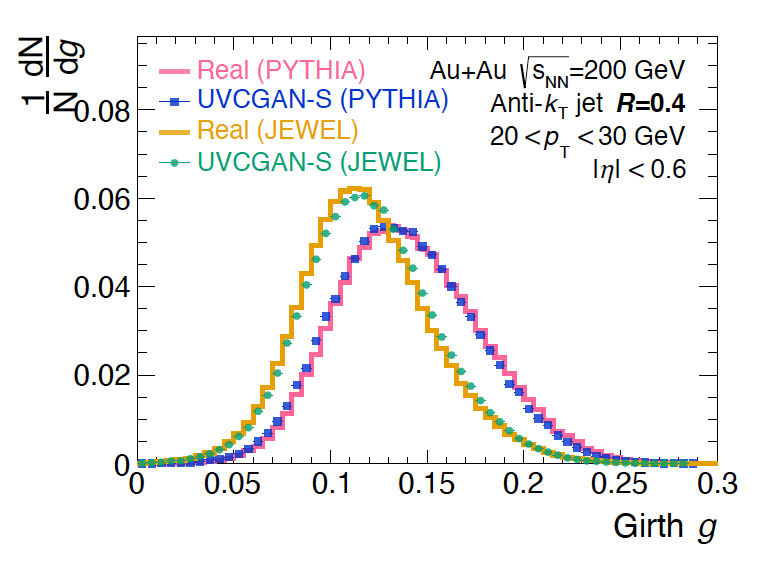 1 dN
N dg
Real (PYTHIA)
UVCGAN-S (PYTHIA)
Real (JEWEL)
UVCGAN-S (JEWEL)
Au+Au √sNN=200 GeV
Anti-kT jet R=0.4
20 < pT < 30 GeV
|η| < 0.6
0.08
0.06
0.04
0.02
0
0 0.05 0.1 0.15 0.2 0.25 0.3
Girth g